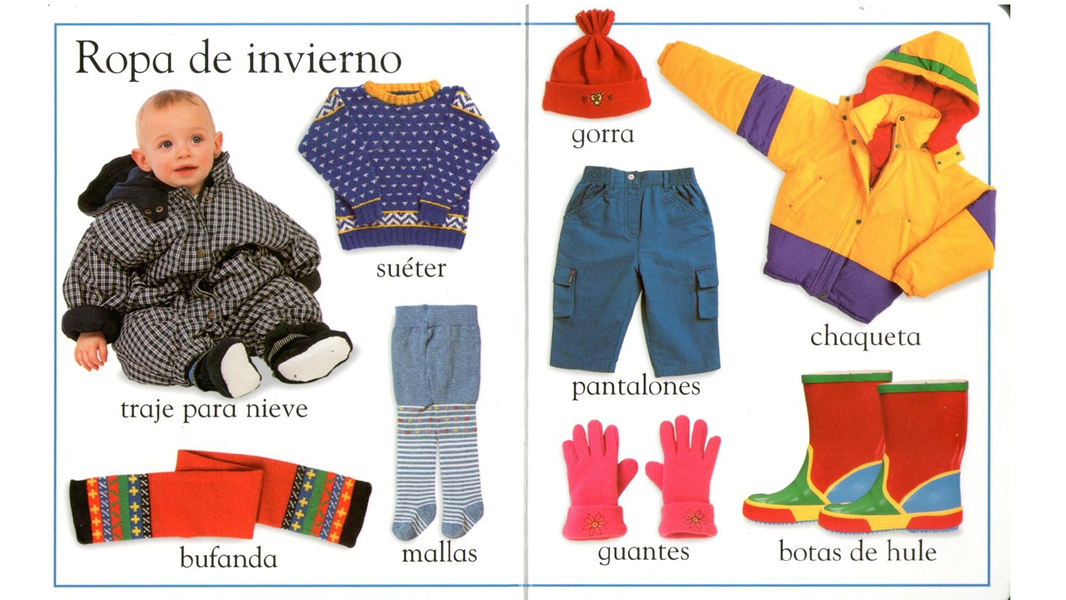 Ropa de invierno
traje para nieve
suéter
bufanda
mallas
gorra
chaqueta
pantalones
guantes
botas de hule